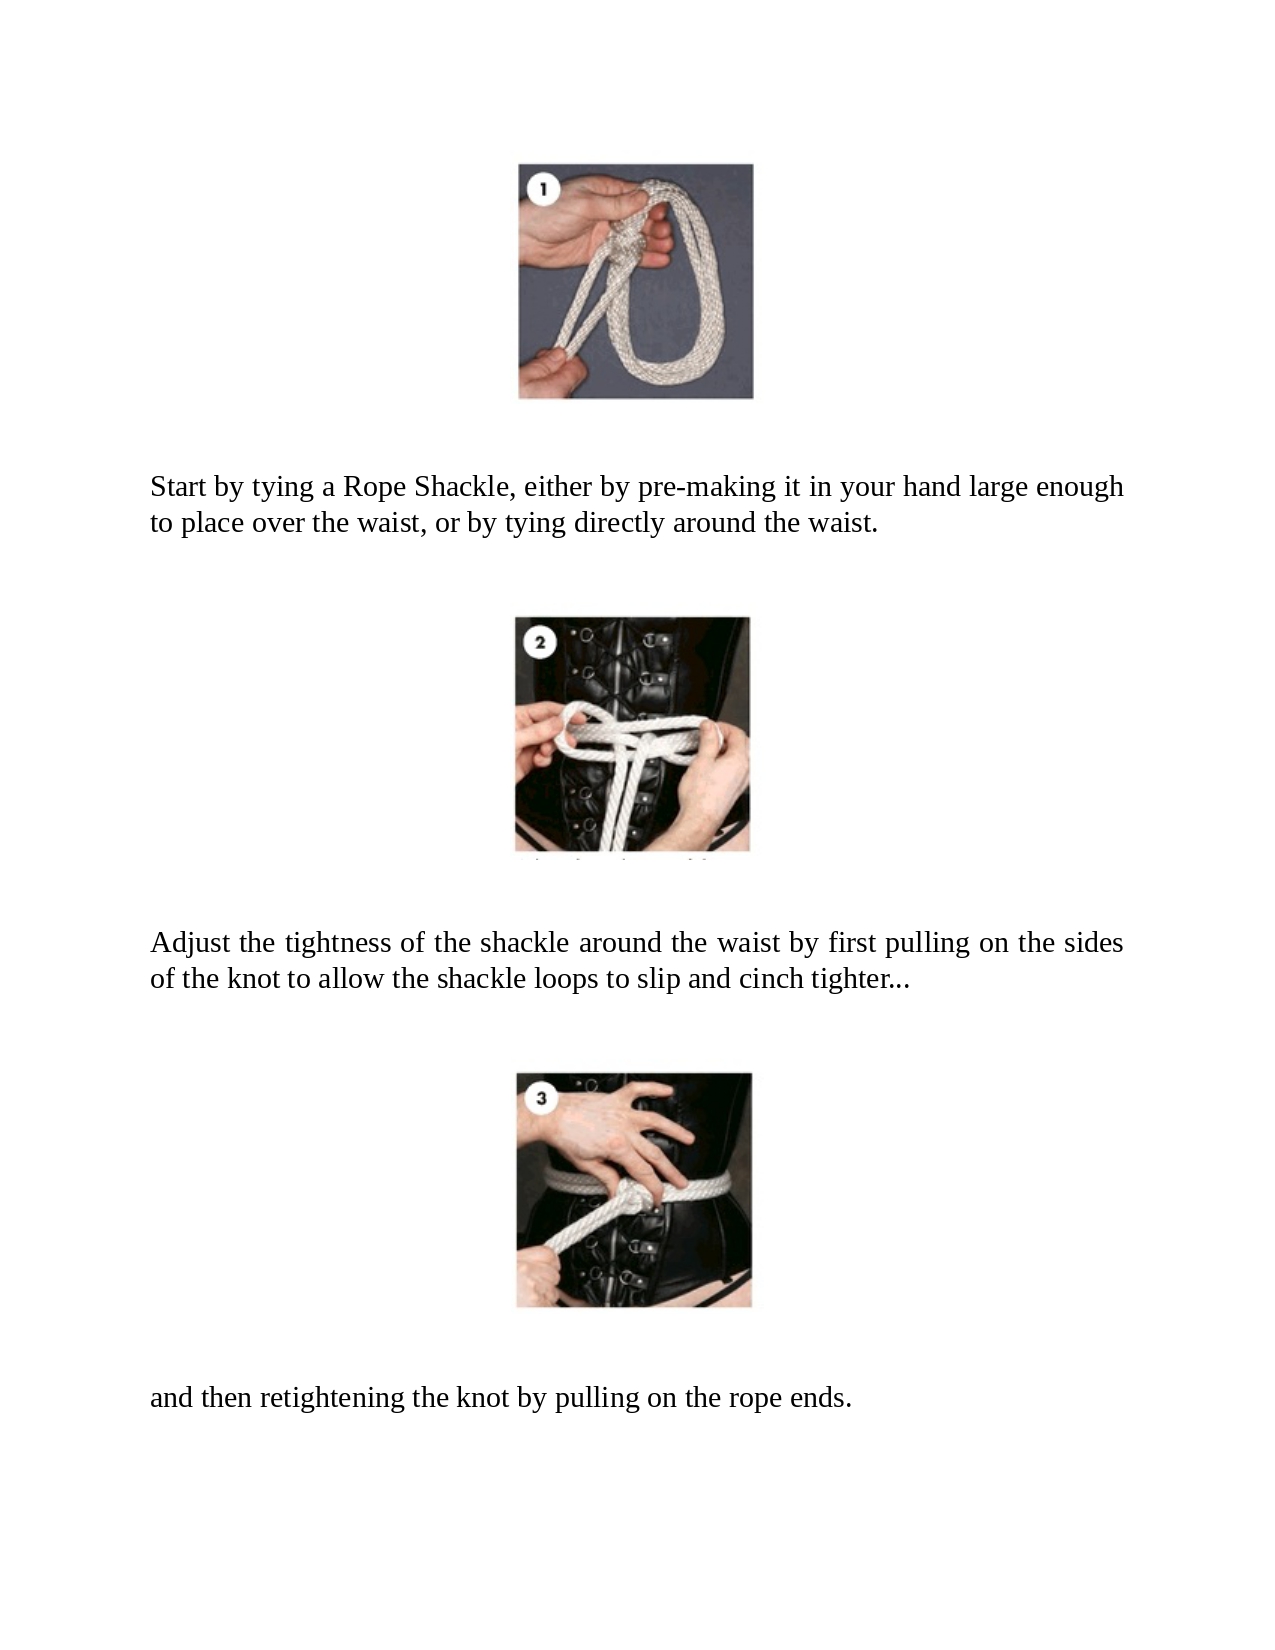 1
Start by tying a Rope Shackle, either by pre-making it in your hand large enough
to place over the waist, or by tying directly around the waist.
2
Adjust the tightness of the shackle around the waist by first pulling on the sides
of the knot to allow the shackle loops to slip and cinch tighter...
3
and then retightening the knot by pulling on the rope ends.